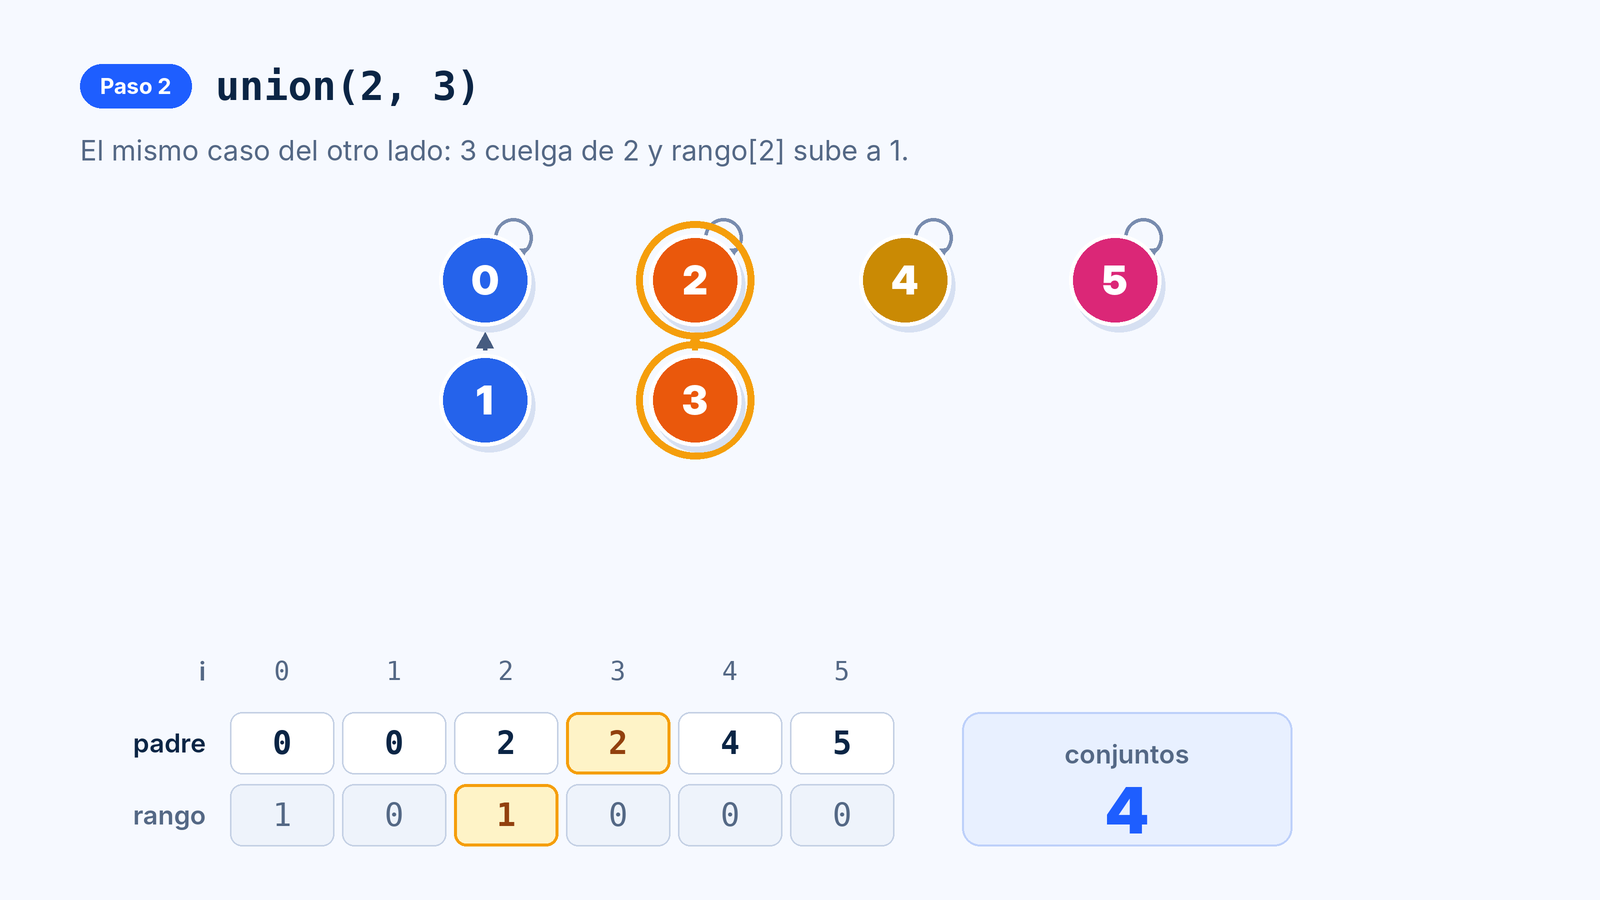 Paso 2 union(2, 3)
El mismo caso del otro lado: 3 cuelga de 2 y rango[2] sube a 1.
0 2 4 5
1 3
i 0 1 2 3 4 5
padre 0 0 2 2 4 5
rango 1 0 1 0 0 0
conjuntos
4